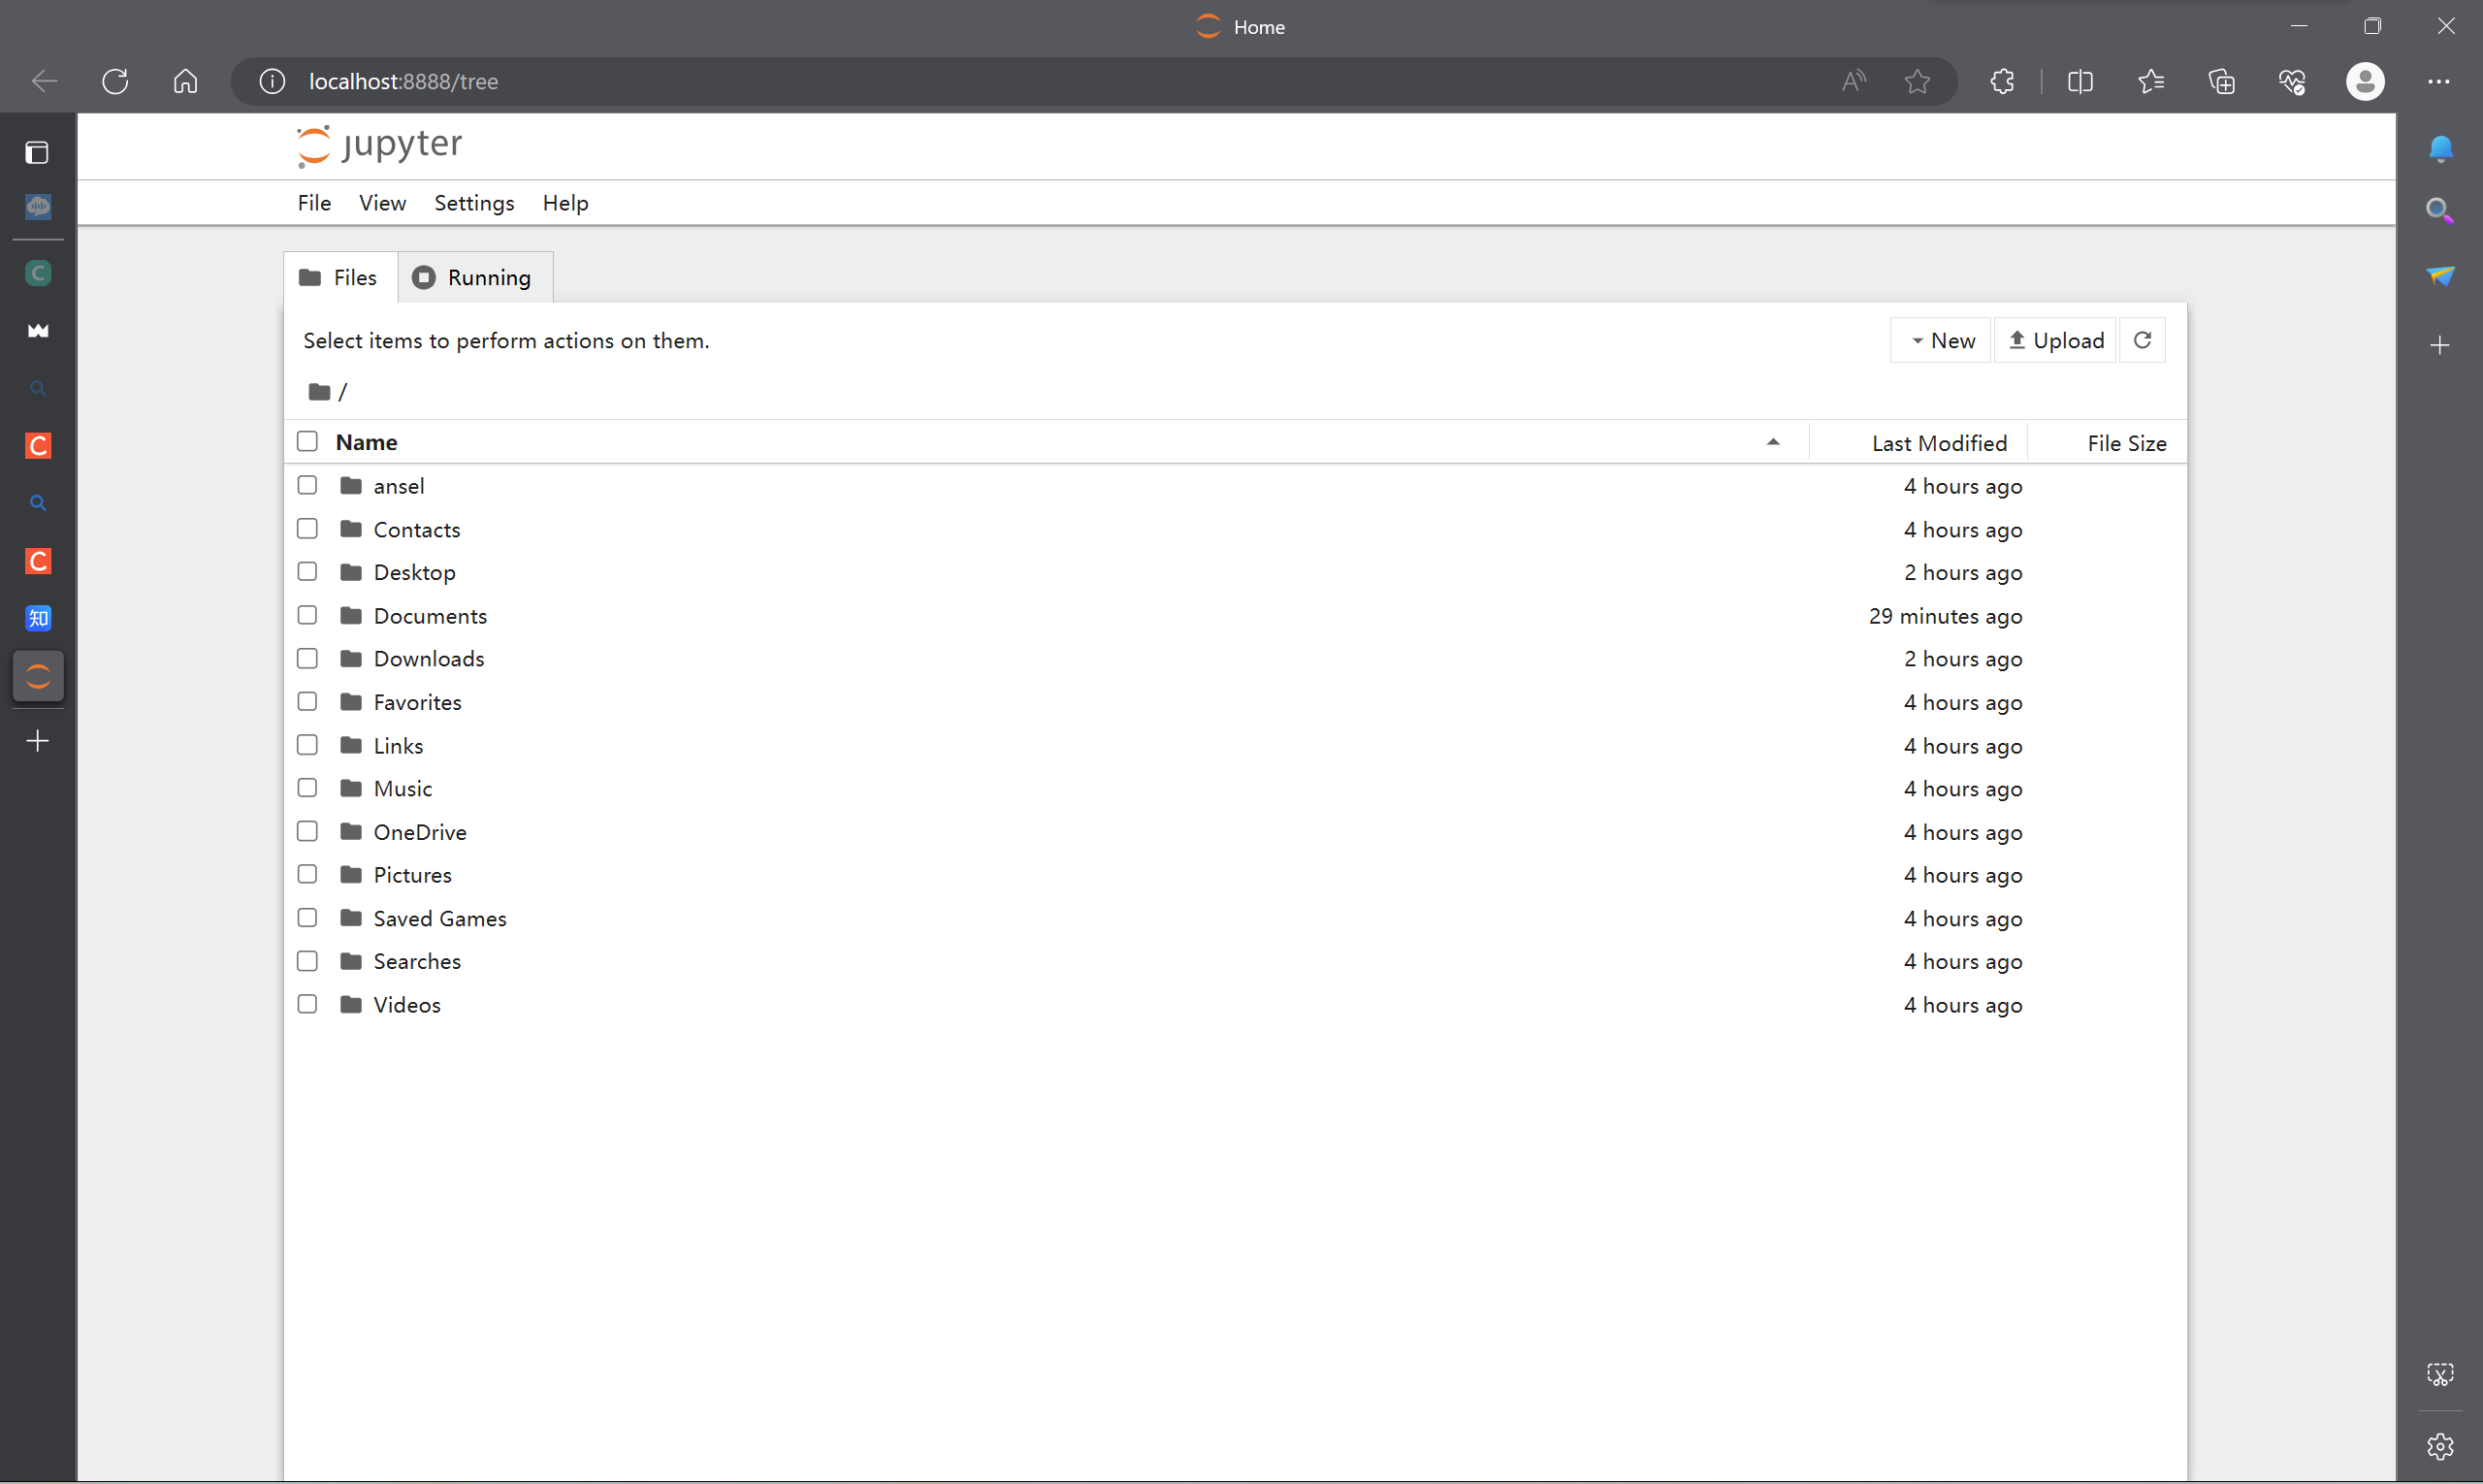 Home
localhost:8888/tree
jupyter
File View Settings Help
Files Running
Select items to perform actions on them.
New Upload
/
Name Last Modified File Size
ansel 4 hours ago
Contacts 4 hours ago
Desktop 2 hours ago
Documents 29 minutes ago
Downloads 2 hours ago
Favorites 4 hours ago
Links 4 hours ago
Music 4 hours ago
OneDrive 4 hours ago
Pictures 4 hours ago
Saved Games 4 hours ago
Searches 4 hours ago
Videos 4 hours ago
C
C
C
知